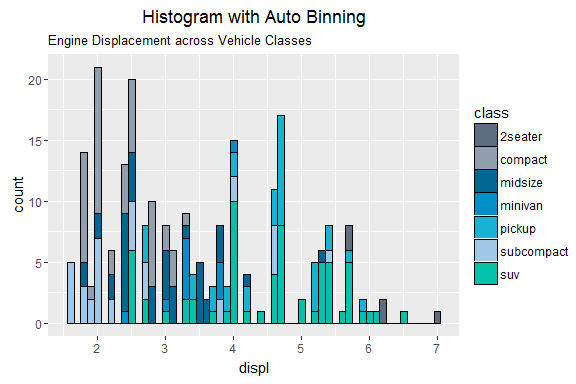 Histogram with Auto Binning
Engine Displacement across Vehicle Classes
20
15
10
5
0
count
2
3
4
5
6
7
displ
class
2seater
compact
midsize
minivan
pickup
subcompact
suv